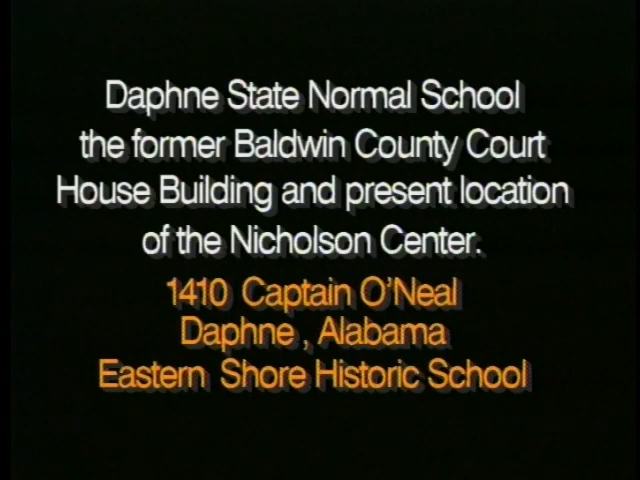 Daphne State Normal School
the former Baldwin County Court
House Building and present location
of the Nicholson Center.
1410 Captain O'Neal
Daphne , Alabama
Eastern Shore Historic School